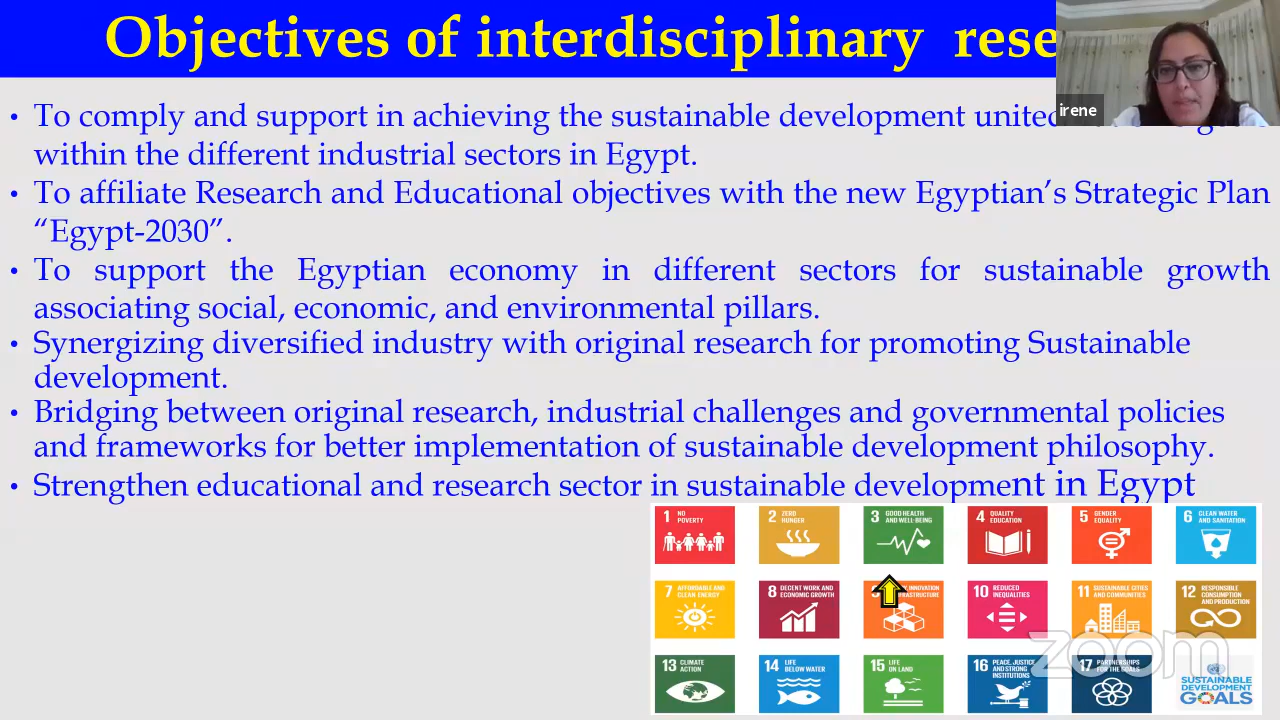 Objectives of interdisciplinary
irene
• To comply and support in achieving the sustainable development united
within the different industrial sectors in Egypt.
• To affiliate Research and Educational objectives with the new Egyptian’s Strategic Plan
“Egypt-2030”.
• To support the Egyptian economy in different sectors for sustainable growth
associating social, economic, and environmental pillars.
• Synergizing diversified industry with original research for promoting Sustainable
development.
• Bridging between original research, industrial challenges and governmental policies
and frameworks for better implementation of sustainable development philosophy.
• Strengthen educational and research sector in sustainable development in Egypt
1 NO
POVERTY
2 ZERO
HUNGER
3 GOOD HEALTH
AND WELL-BEING
4 QUALITY
EDUCATION
5 GENDER
EQUALITY
6 CLEAN WATER
AND SANITATION
7 AFFORDABLE AND
CLEAN ENERGY
8 DECENT WORK AND
ECONOMIC GROWTH
INNOVATION
10 REDUCED
INEQUALITIES
11 SUSTAINABLE CITIES
AND COMMUNITIES
12 RESPONSIBLE
CONSUMPTION
AND PRODUCTION
13 CLIMATE
ACTION
14 LIFE
BELOW WATER
15 LIFE
ON LAND
16 PEACE, JUSTICE
AND STRONG
INSTITUTIONS
17 PARTNERSHIPS
FOR THE GOALS
SUSTAINABLE
DEVELOPMENT
GOALS
zoom